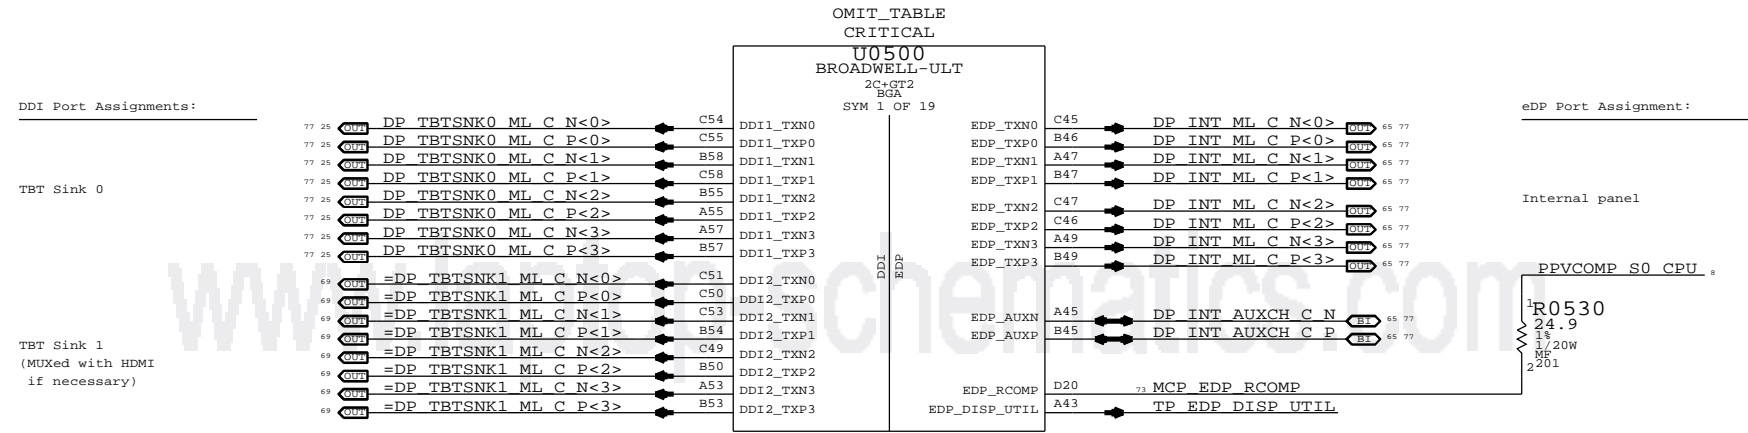 OMIT_TABLE
CRITICAL
U0500
BROADWELL-ULT
2C+GT2
BGA
SYM 1 OF 19
DDI Port Assignments:
TBT Sink 0
TBT Sink 1
(MUXed with HDMI
if necessary)
77 25 OUT DP_TBTSNK0_ML_C_N<0> C54 DDI1_TXN0
77 25 OUT DP_TBTSNK0_ML_C_P<0> C55 DDI1_TXP0
77 25 OUT DP_TBTSNK0_ML_C_N<1> B58 DDI1_TXN1
77 25 OUT DP_TBTSNK0_ML_C_P<1> C58 DDI1_TXP1
77 25 OUT DP_TBTSNK0_ML_C_N<2> B55 DDI1_TXN2
77 25 OUT DP_TBTSNK0_ML_C_P<2> A55 DDI1_TXP2
77 25 OUT DP_TBTSNK0_ML_C_N<3> A57 DDI1_TXN3
77 25 OUT DP_TBTSNK0_ML_C_P<3> B57 DDI1_TXP3
69 OUT =DP_TBTSNK1_ML_C_N<0> C51 DDI2_TXN0
69 OUT =DP_TBTSNK1_ML_C_P<0> C50 DDI2_TXP0
69 OUT =DP_TBTSNK1_ML_C_N<1> C53 DDI2_TXN1
69 OUT =DP_TBTSNK1_ML_C_P<1> B54 DDI2_TXP1
69 OUT =DP_TBTSNK1_ML_C_N<2> C49 DDI2_TXN2
69 OUT =DP_TBTSNK1_ML_C_P<2> B50 DDI2_TXP2
69 OUT =DP_TBTSNK1_ML_C_N<3> A53 DDI2_TXN3
69 OUT =DP_TBTSNK1_ML_C_P<3> B53 DDI2_TXP3
DDI
EDP
EDP_TXN0 C45 DP_INT_ML_C_N<0> OUT 65 77
EDP_TXP0 B46 DP_INT_ML_C_P<0> OUT 65 77
EDP_TXN1 A47 DP_INT_ML_C_N<1> OUT 65 77
EDP_TXP1 B47 DP_INT_ML_C_P<1> OUT 65 77
EDP_TXN2 C47 DP_INT_ML_C_N<2> OUT 65 77
EDP_TXP2 C46 DP_INT_ML_C_P<2> OUT 65 77
EDP_TXN3 A49 DP_INT_ML_C_N<3> OUT 65 77
EDP_TXP3 B49 DP_INT_ML_C_P<3> OUT 65 77
EDP_AUXN A45 DP_INT_AUXCH_C_N BI 65 77
EDP_AUXP B45 DP_INT_AUXCH_C_P BI 65 77
EDP_RCOMP D20 73 MCP_EDP_RCOMP
EDP_DISP_UTIL A43 TP_EDP_DISP_UTIL
eDP Port Assignment:
Internal panel
PPVCOMP_S0_CPU 8
1 R0530
24.9
1%
1/20W
MF
2 201
www.laptop-schematics.com